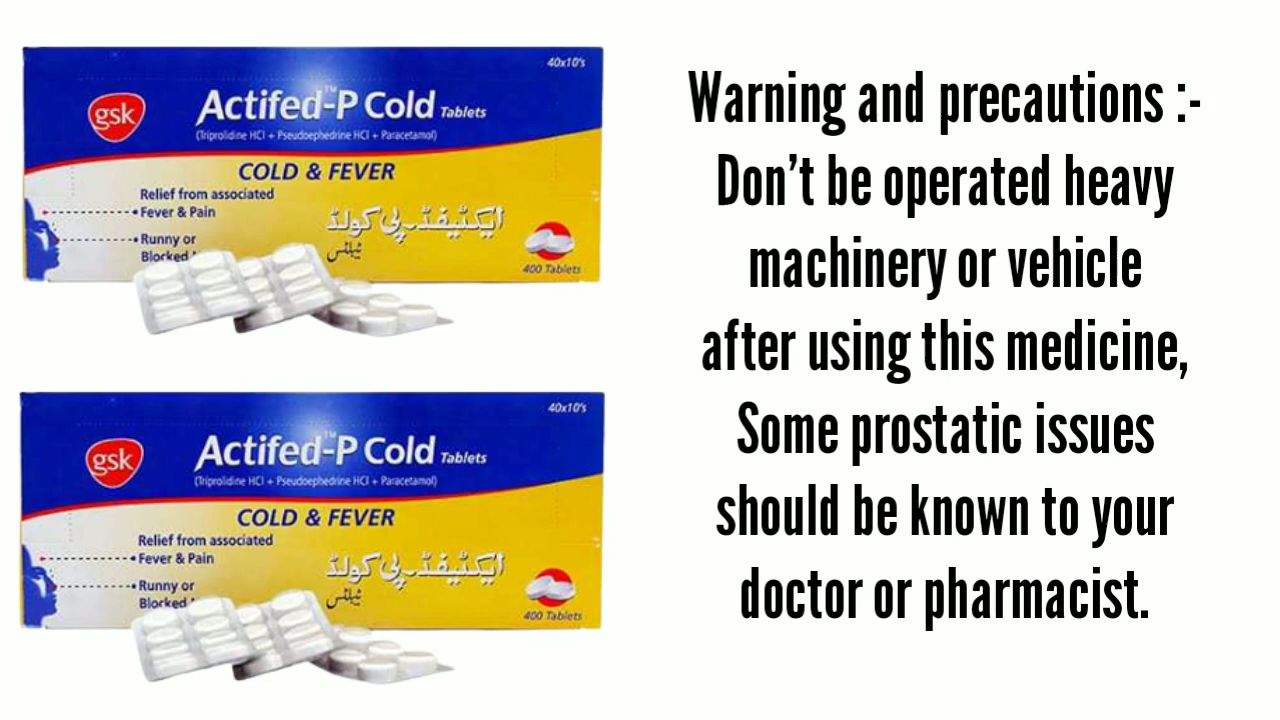 40x10's
gsk
Actifed™-P Cold Tablets
(Triprolidine HCl + Pseudoephedrine HCl + Paracetamol)
COLD & FEVER
Relief from associated
Fever & Pain
Runny or
Blocked
ایکٹیفیڈ۔پی کولڈ
ٹیبلٹس
400 Tablets
40x10's
gsk
Actifed™-P Cold Tablets
(Triprolidine HCl + Pseudoephedrine HCl + Paracetamol)
COLD & FEVER
Relief from associated
Fever & Pain
Runny or
Blocked
ایکٹیفیڈ۔پی کولڈ
ٹیبلٹس
400 Tablets
Warning and precautions :-
Don't be operated heavy
machinery or vehicle
after using this medicine,
Some prostatic issues
should be known to your
doctor or pharmacist.